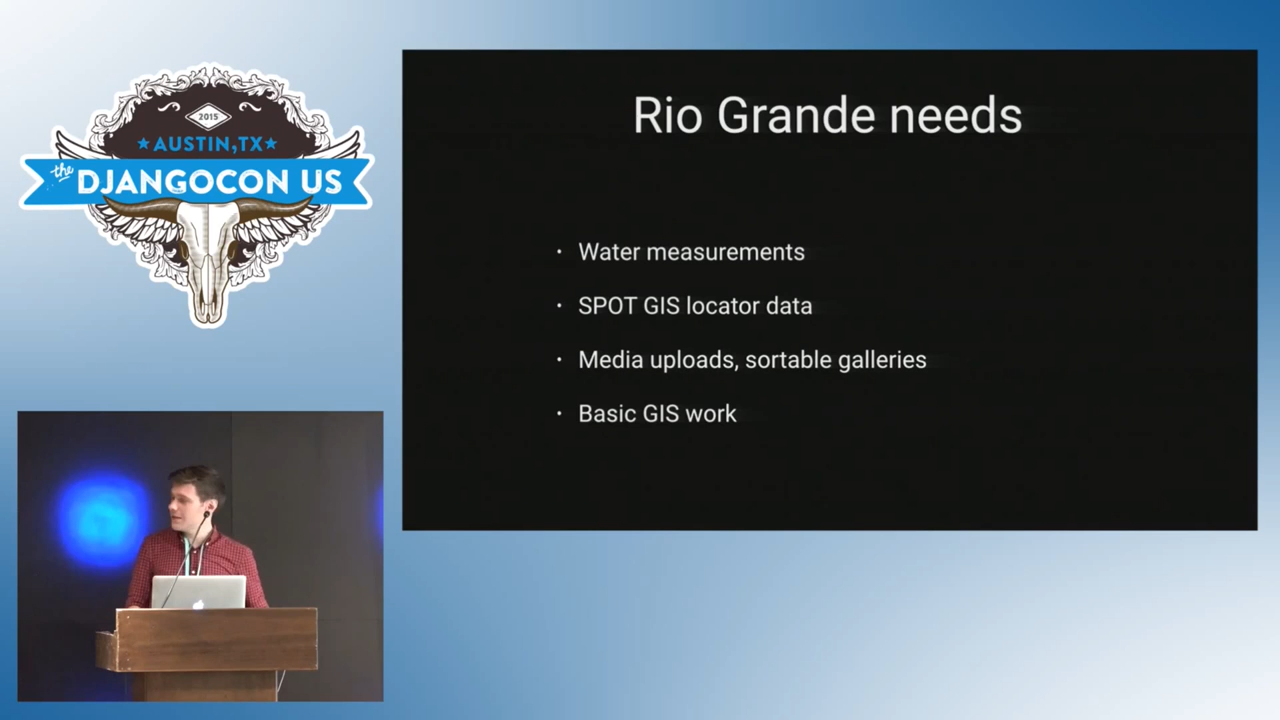 2015
★AUSTIN,TX★
the
DJANGOCON US
Rio Grande needs
· Water measurements
· SPOT GIS locator data
· Media uploads, sortable galleries
· Basic GIS work